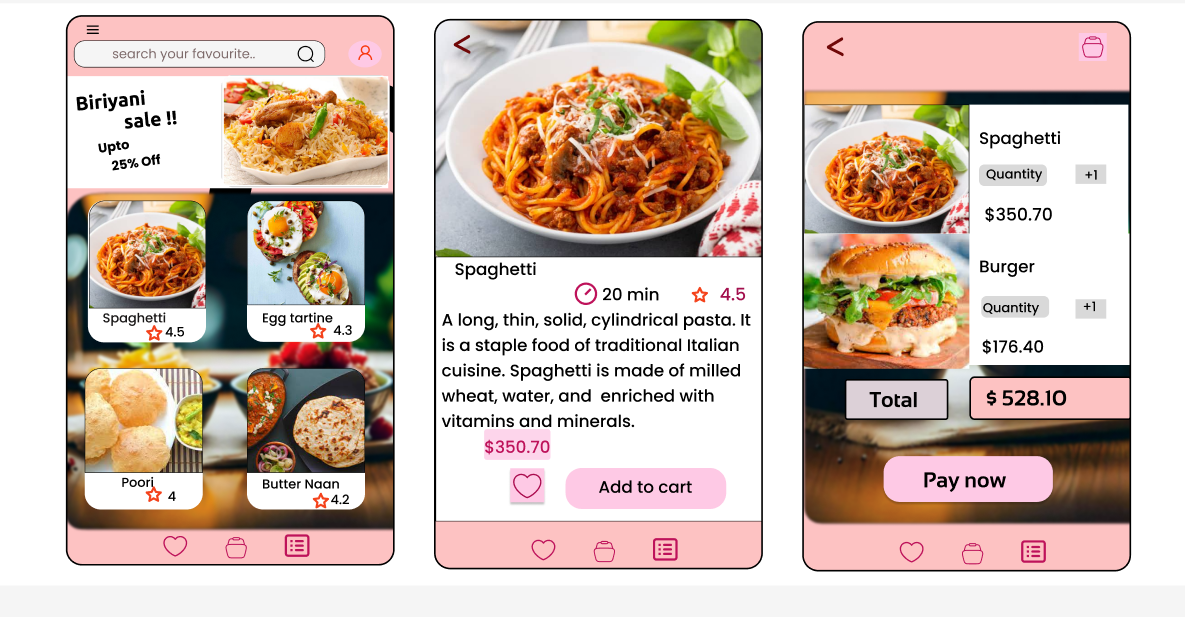 search your favourite..
Biriyani
sale !!
Upto
25% Off
Spaghetti
4.5
Egg tartine
4.3
Poori
4
Butter Naan
4.2
Spaghetti
20 min
4.5
A long, thin, solid, cylindrical pasta. It
is a staple food of traditional Italian
cuisine. Spaghetti is made of milled
wheat, water, and enriched with
vitamins and minerals.
$350.70
Add to cart
Spaghetti
Quantity
+1
$350.70
Burger
Quantity
+1
$176.40
Total
$ 528.10
Pay now